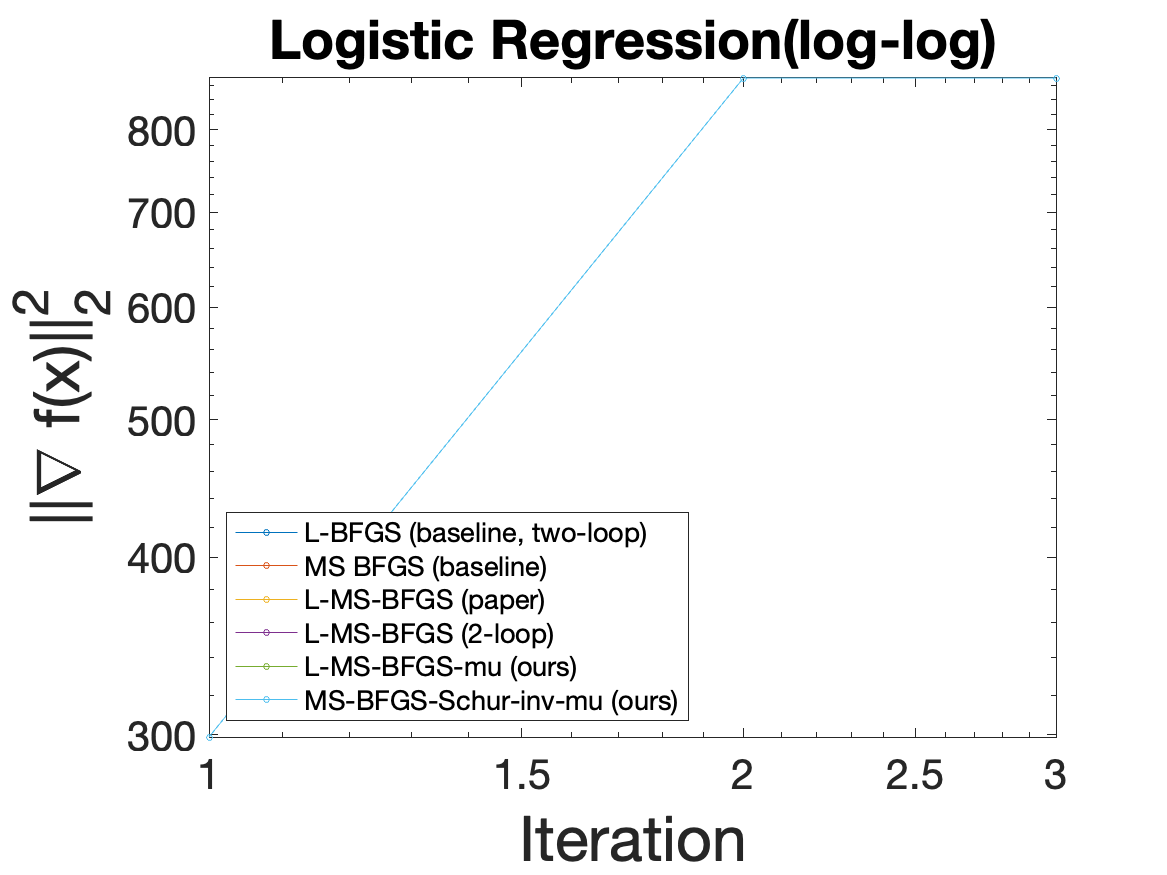 Logistic Regression(log-log)
||∇ f(x)||₂²
800
700
600
500
400
300
L-BFGS (baseline, two-loop)
MS BFGS (baseline)
L-MS-BFGS (paper)
L-MS-BFGS (2-loop)
L-MS-BFGS-mu (ours)
MS-BFGS-Schur-inv-mu (ours)
1 1.5 2 2.5 3
Iteration